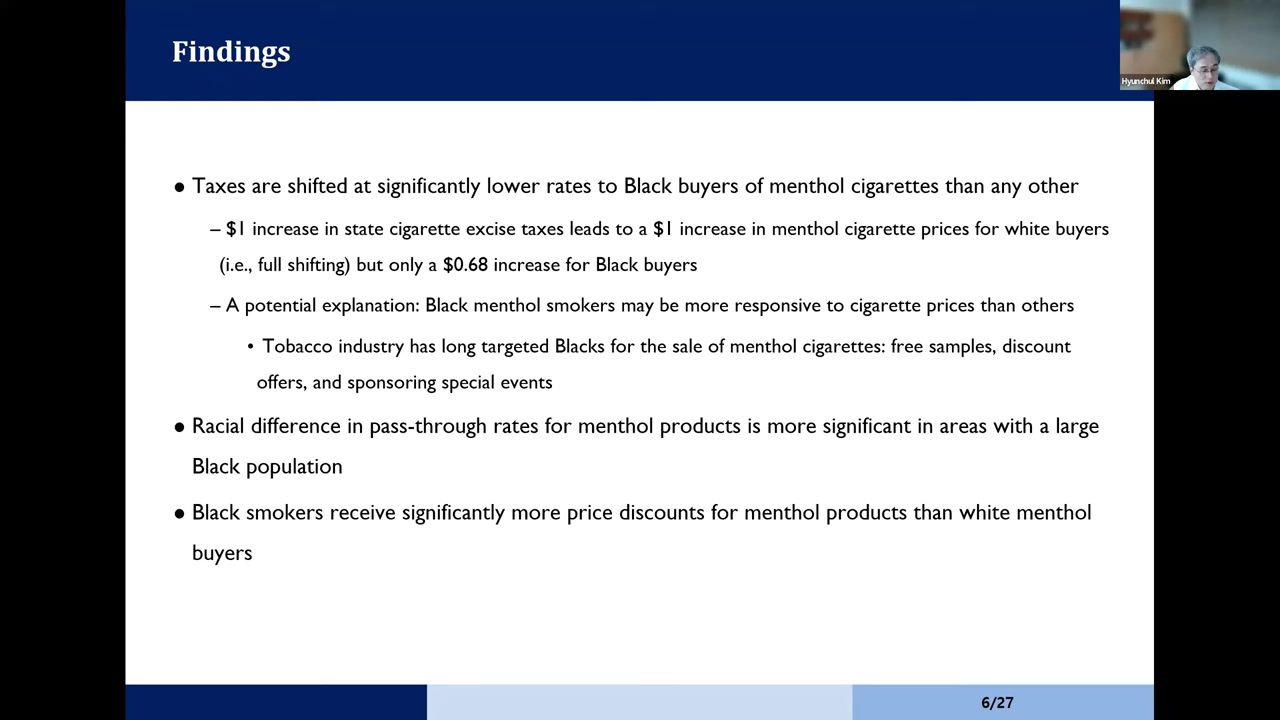 Findings
Hyunchul Kim
● Taxes are shifted at significantly lower rates to Black buyers of menthol cigarettes than any other
– $1 increase in state cigarette excise taxes leads to a $1 increase in menthol cigarette prices for white buyers
(i.e., full shifting) but only a $0.68 increase for Black buyers
– A potential explanation: Black menthol smokers may be more responsive to cigarette prices than others
• Tobacco industry has long targeted Blacks for the sale of menthol cigarettes: free samples, discount
offers, and sponsoring special events
● Racial difference in pass-through rates for menthol products is more significant in areas with a large
Black population
● Black smokers receive significantly more price discounts for menthol products than white menthol
buyers
6/27